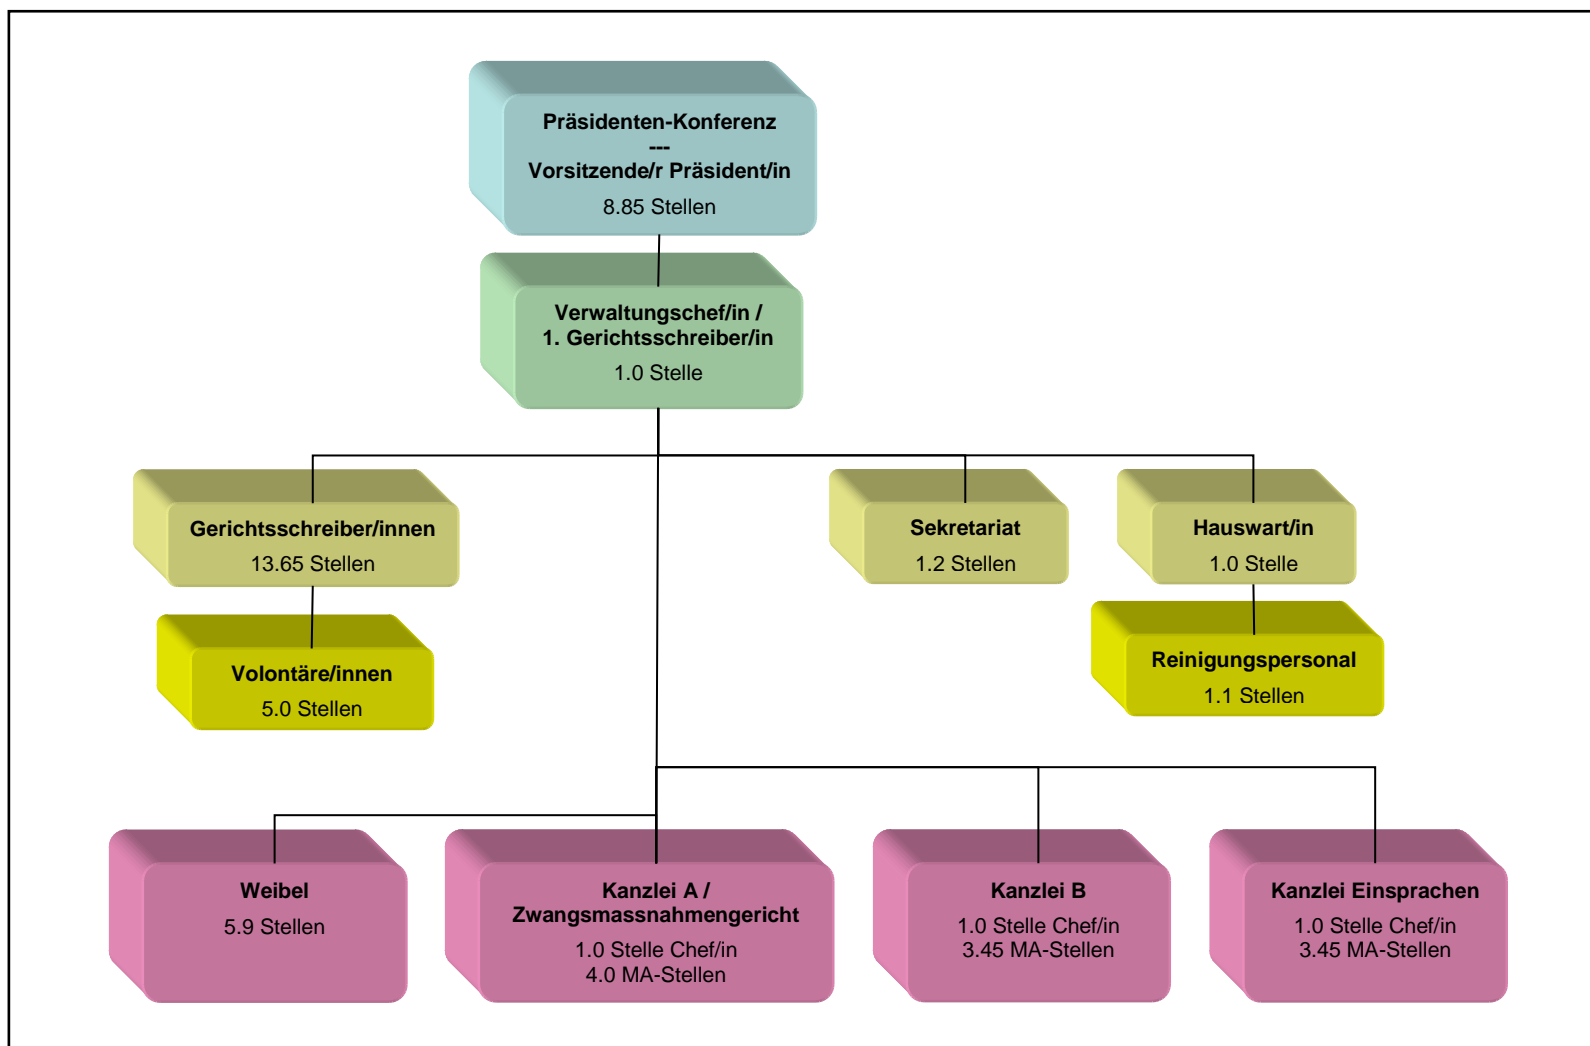 Präsidenten-Konferenz
---
Vorsitzende/r Präsident/in
8.85 Stellen
Verwaltungschef/in /
1. Gerichtsschreiber/in
1.0 Stelle
Gerichtsschreiber/innen
13.65 Stellen
Sekretariat
1.2 Stellen
Hauswart/in
1.0 Stelle
Volontäre/innen
5.0 Stellen
Reinigungspersonal
1.1 Stellen
Weibel
5.9 Stellen
Kanzlei A /
Zwangsmassnahmengericht
1.0 Stelle Chef/in
4.0 MA-Stellen
Kanzlei B
1.0 Stelle Chef/in
3.45 MA-Stellen
Kanzlei Einsprachen
1.0 Stelle Chef/in
3.45 MA-Stellen